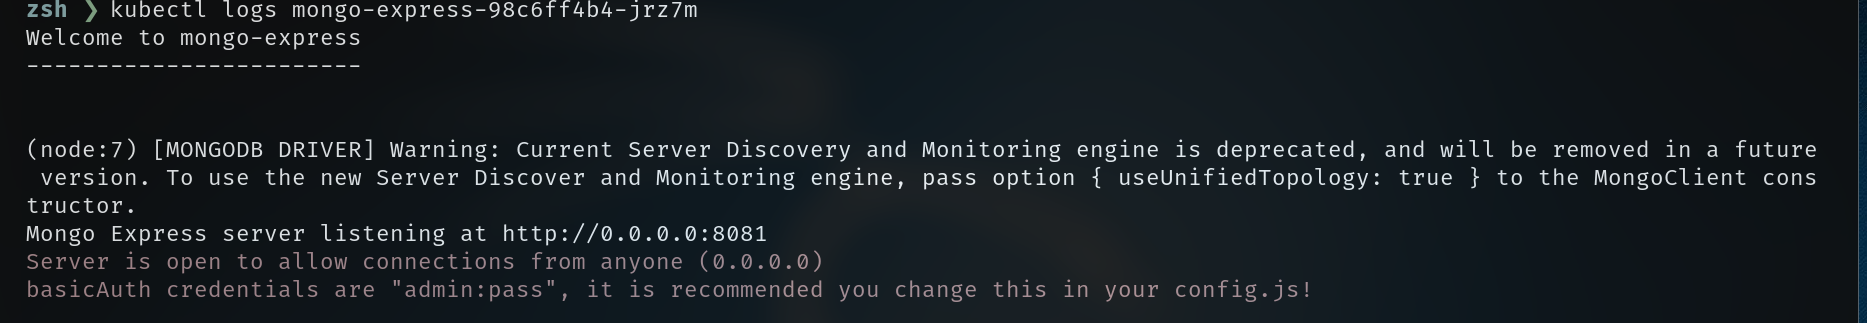 zsh ❯ kubectl logs mongo-express-98c6ff4b4-jrz7m
Welcome to mongo-express
------------------------
(node:7) [MONGODB DRIVER] Warning: Current Server Discovery and Monitoring engine is deprecated, and will be removed in a future
 version. To use the new Server Discover and Monitoring engine, pass option { useUnifiedTopology: true } to the MongoClient cons
tructor.
Mongo Express server listening at http://0.0.0.0:8081
Server is open to allow connections from anyone (0.0.0.0)
basicAuth credentials are "admin:pass", it is recommended you change this in your config.js!